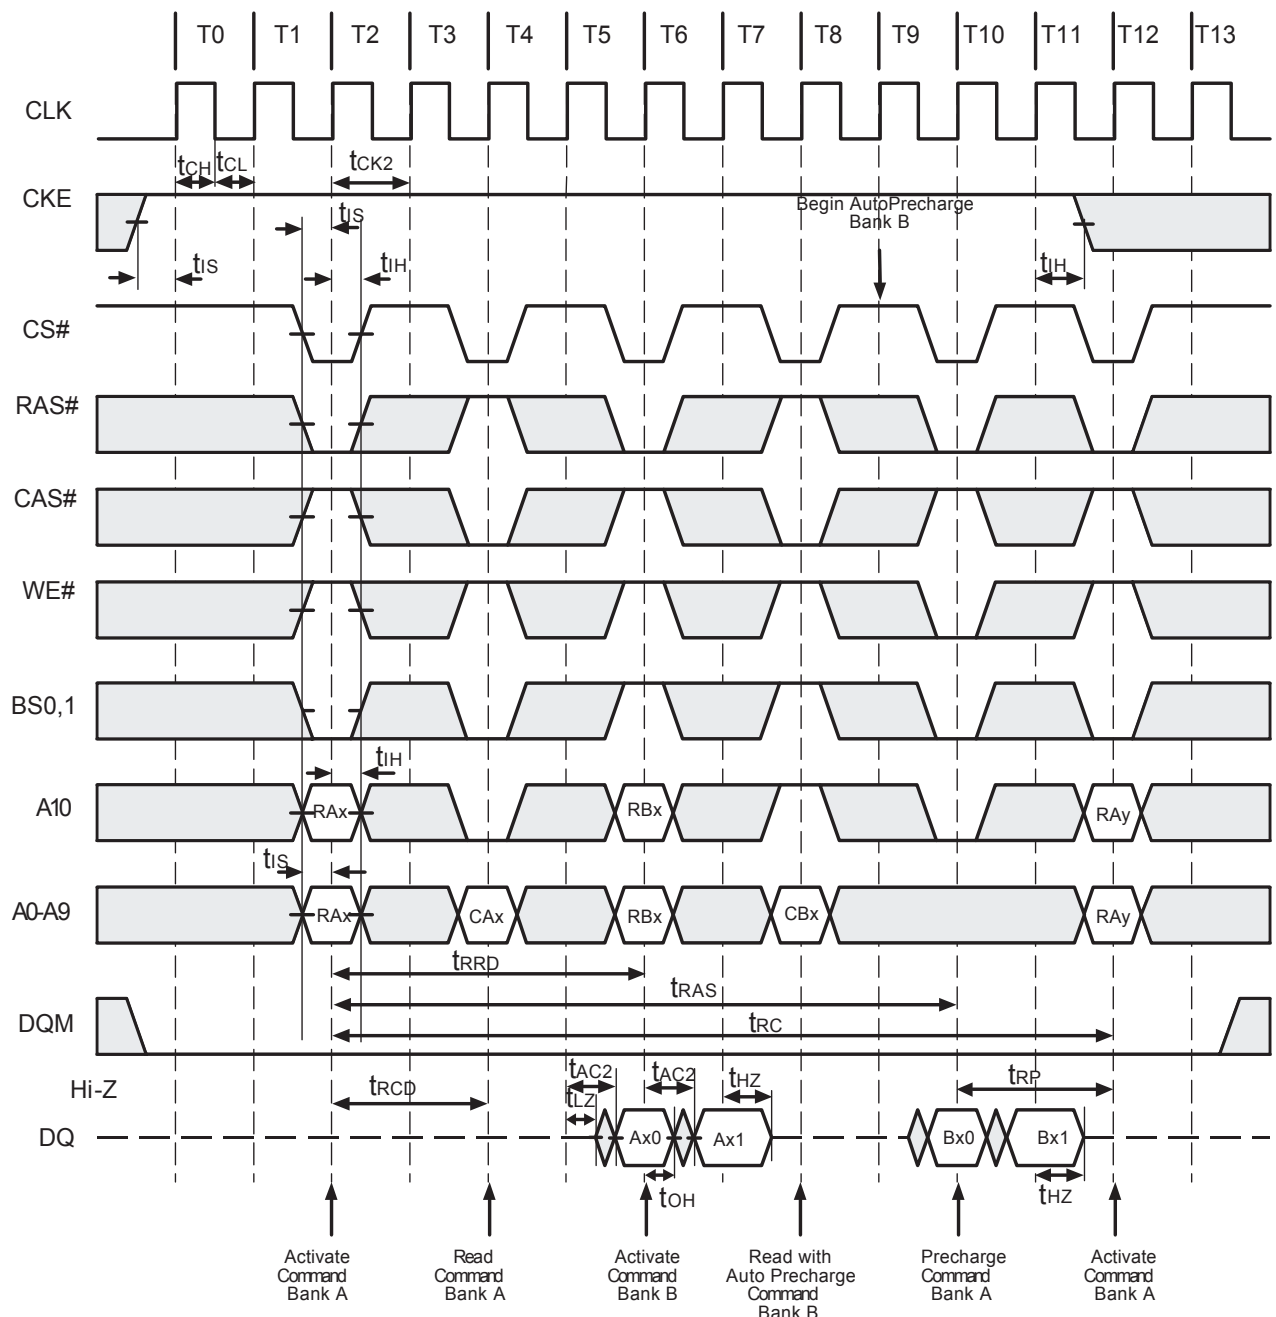 T0 T1 T2 T3 T4 T5 T6 T7 T8 T9 T10 T11 T12 T13
CLK
tCH tCL tCK2
CKE
tIS
Begin AutoPrecharge
Bank B
tIS
tIH
tIH
CS#
RAS#
CAS#
WE#
BS0,1
tIH
A10
RAx RBx RAy
tIS
A0-A9
RAx CAx RBx CBx RAy
tRRD
tRAS
DQM
tRC
Hi-Z
tRCD
tAC2 tAC2 tHZ tRP
tLZ
DQ
Ax0 Ax1 Bx0 Bx1
tOH
tHZ
Activate
Command
Bank A
Read
Command
Bank A
Activate
Command
Bank B
Read with
Auto Precharge
Command
Bank B
Precharge
Command
Bank A
Activate
Command
Bank A